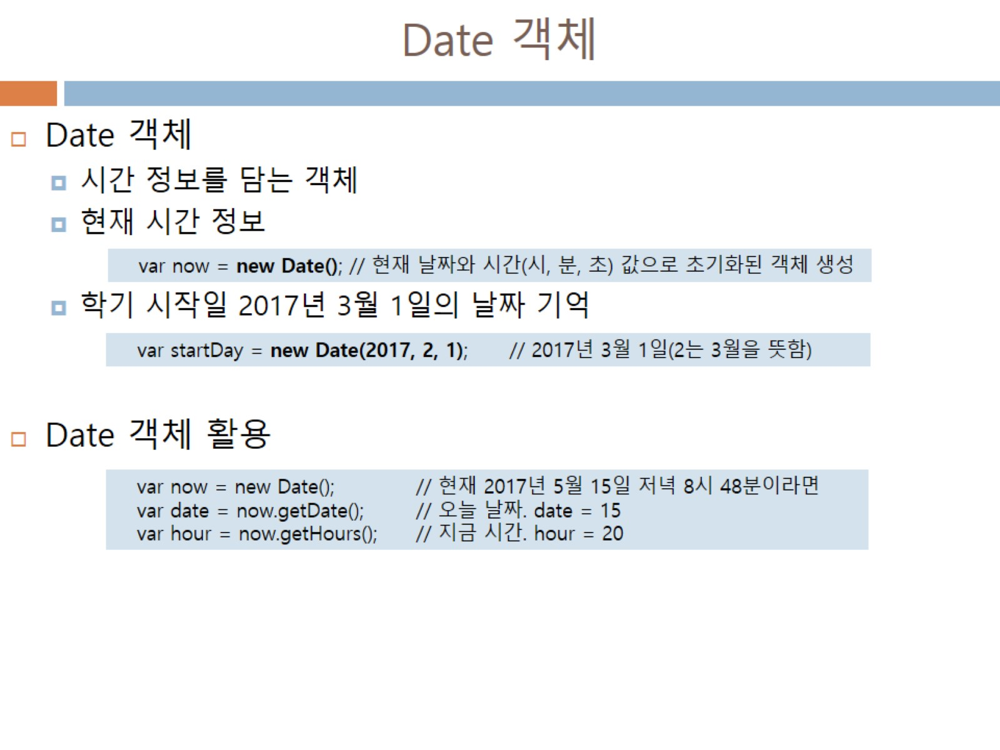 Date 객체
Date 객체
시간 정보를 담는 객체
현재 시간 정보
var now = new Date(); // 현재 날짜와 시간(시, 분, 초) 값으로 초기화된 객체 생성
학기 시작일 2017년 3월 1일의 날짜 기억
var startDay = new Date(2017, 2, 1); // 2017년 3월 1일(2는 3월을 뜻함)
Date 객체 활용
var now = new Date(); // 현재 2017년 5월 15일 저녁 8시 48분이라면
var date = now.getDate(); // 오늘 날짜. date = 15
var hour = now.getHours(); // 지금 시간. hour = 20